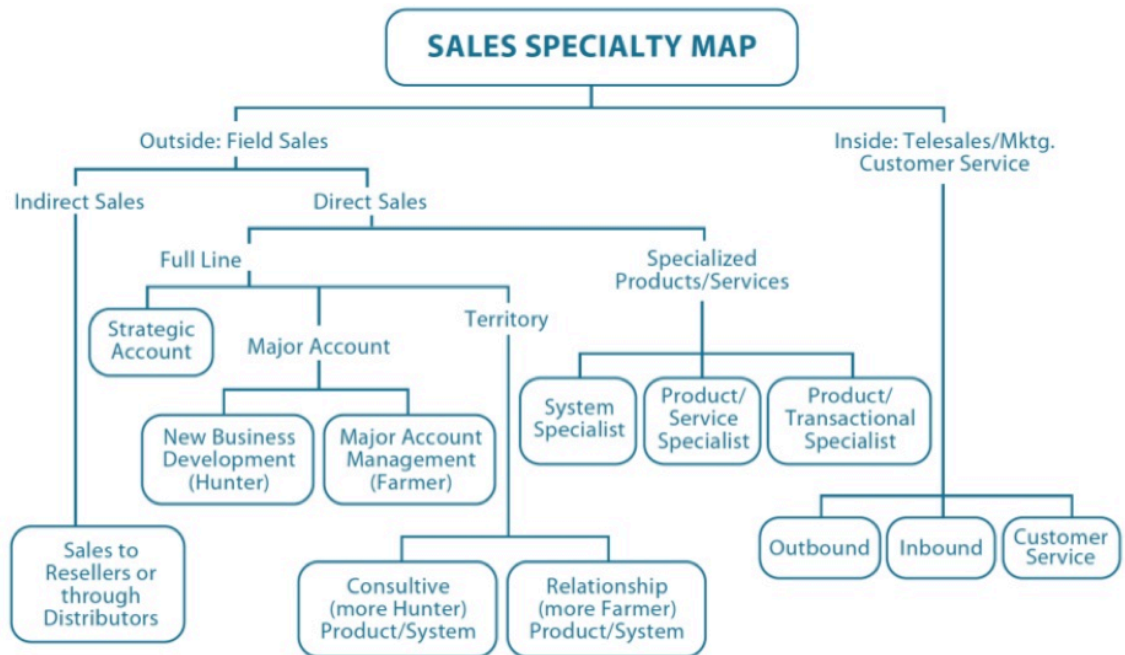 SALES SPECIALTY MAP
Outside: Field Sales
Inside: Telesales/Mktg.
Customer Service
Indirect Sales
Direct Sales
Full Line
Specialized
Products/Services
Strategic
Account
Major Account
Territory
System
Specialist
Product/
Service
Specialist
Product/
Transactional
Specialist
New Business
Development
(Hunter)
Major Account
Management
(Farmer)
Sales to
Resellers or
through
Distributors
Consultive
(more Hunter)
Product/System
Relationship
(more Farmer)
Product/System
Outbound
Inbound
Customer
Service